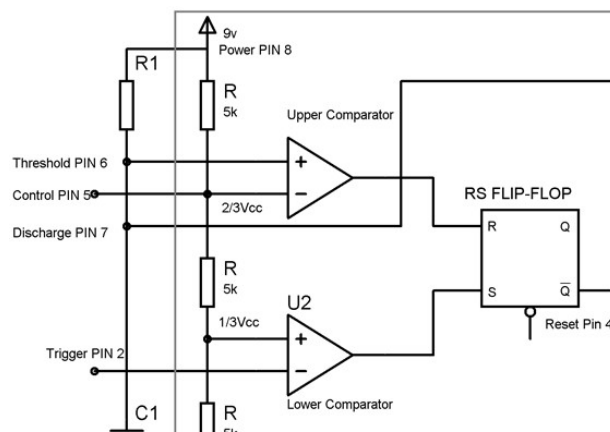 9v
Power PIN 8
R1
R
5k
Upper Comparator
Threshold PIN 6
+
Control PIN 5
−
2/3Vcc
RS FLIP-FLOP
R Q
Discharge PIN 7
R
5k
U2
S Q̅
1/3Vcc
Reset Pin 4
+
Trigger PIN 2
−
Lower Comparator
C1
R
5k